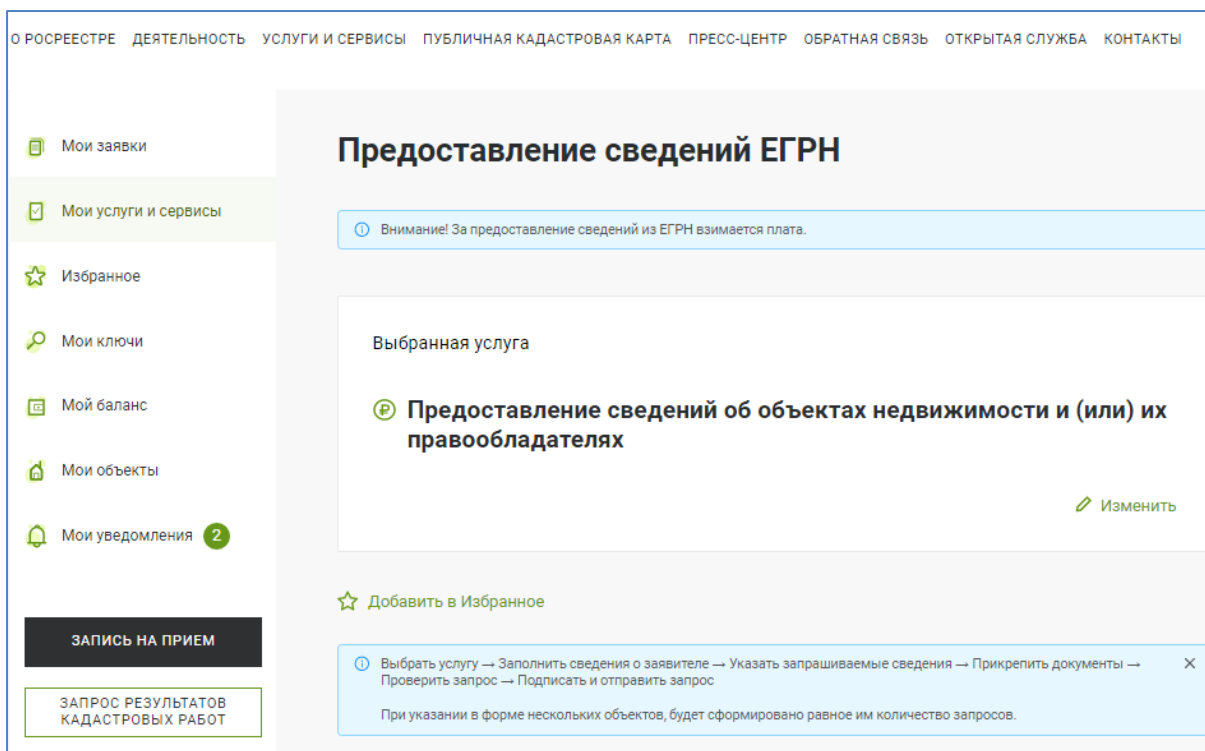 О РОСРЕЕСТРЕ ДЕЯТЕЛЬНОСТЬ УСЛУГИ И СЕРВИСЫ ПУБЛИЧНАЯ КАДАСТРОВАЯ КАРТА ПРЕСС-ЦЕНТР ОБРАТНАЯ СВЯЗЬ ОТКРЫТАЯ СЛУЖБА КОНТАКТЫ
Мои заявки
Мои услуги и сервисы
Избранное
Мои ключи
Мой баланс
Мои объекты
Мои уведомления 2
ЗАПИСЬ НА ПРИЕМ
ЗАПРОС РЕЗУЛЬТАТОВ
КАДАСТРОВЫХ РАБОТ
Предоставление сведений ЕГРН
Внимание! За предоставление сведений из ЕГРН взимается плата.
Выбранная услуга
Предоставление сведений об объектах недвижимости и (или) их
правообладателях
Изменить
Добавить в Избранное
Выбрать услугу → Заполнить сведения о заявителе → Указать запрашиваемые сведения → Прикрепить документы →
Проверить запрос → Подписать и отправить запрос
При указании в форме нескольких объектов, будет сформировано равное им количество запросов.